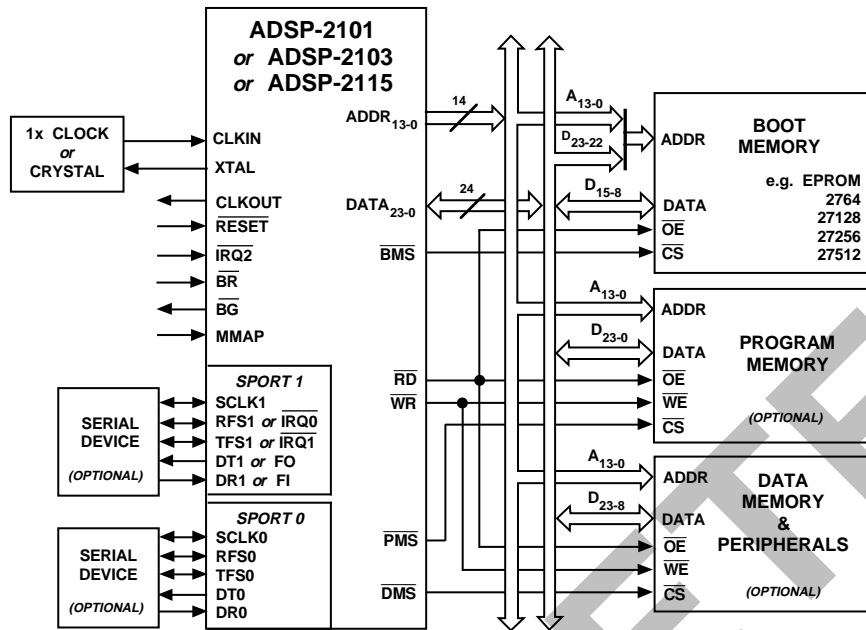 ADSP-2101
or ADSP-2103
or ADSP-2115
1x CLOCK
or
CRYSTAL
CLKIN
XTAL
CLKOUT
RESET
IRQ2
BR
BG
MMAP
ADDR13-0
14
DATA23-0
24
BMS
RD
WR
PMS
DMS
SPORT 1
SCLK1
RFS1 or IRQ0
TFS1 or IRQ1
DT1 or FO
DR1 or FI
SERIAL
DEVICE
(OPTIONAL)
SPORT 0
SCLK0
RFS0
TFS0
DT0
DR0
SERIAL
DEVICE
(OPTIONAL)
A13-0
D23-22
D15-8
ADDR
DATA
OE
CS
BOOT
MEMORY
e.g. EPROM
2764
27128
27256
27512
A13-0
D23-0
ADDR
DATA
OE
WE
CS
PROGRAM
MEMORY
(OPTIONAL)
A13-0
D23-8
ADDR
DATA
OE
WE
CS
DATA
MEMORY
&
PERIPHERALS
(OPTIONAL)